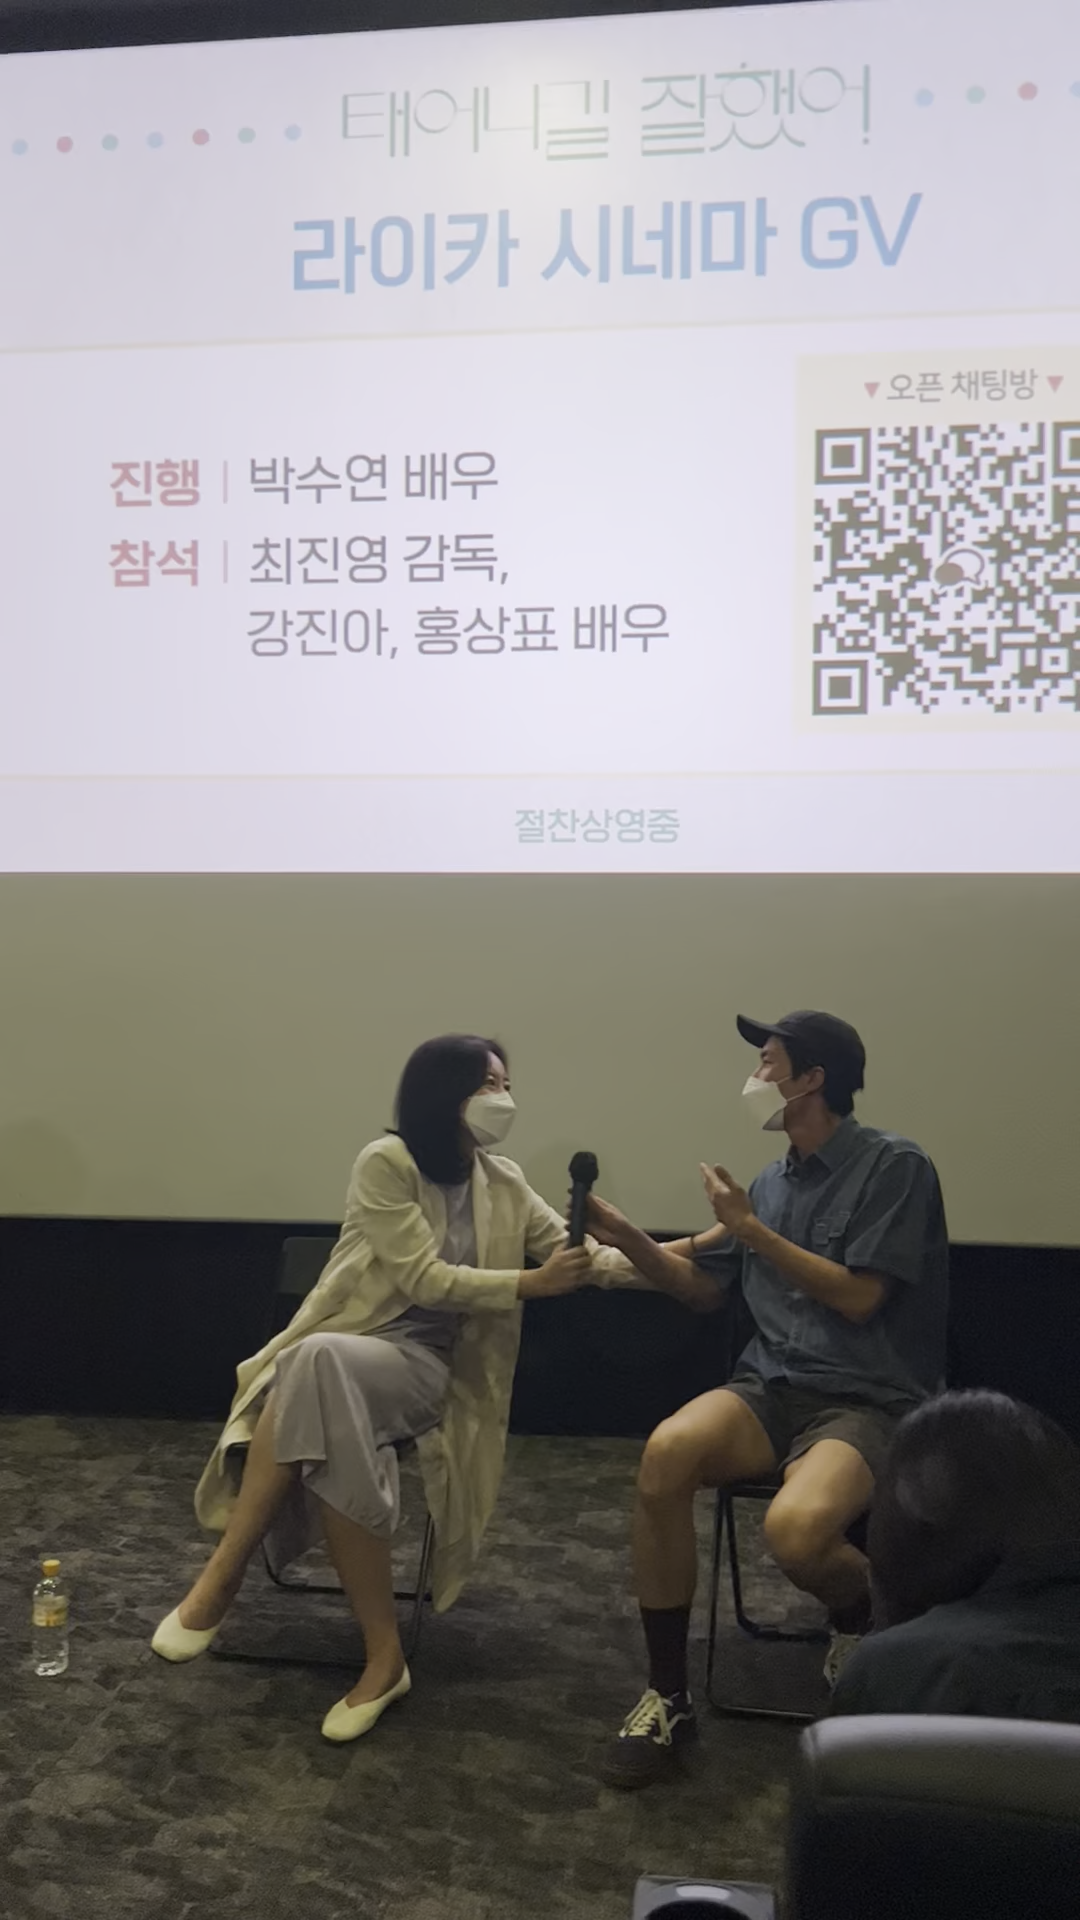 태어나길 잘했어!
라이카 시네마 GV
▼ 오픈 채팅방 ▼
진행 | 박수연 배우
참석 | 최진영 감독,
강진아, 홍상표 배우
절찬상영중